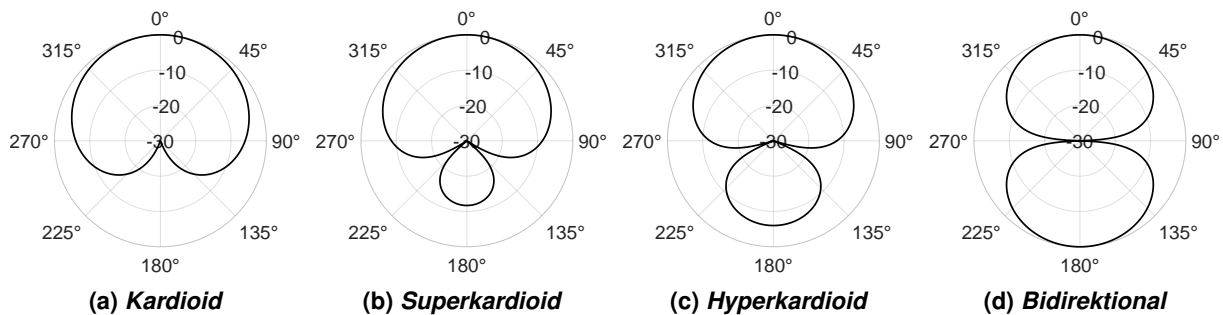 0° 0° 0° 0°
315° 0 45° 315° 0 45° 315° 0 45° 315° 0 45°
-10 -10 -10 -10
-20 -20 -20 -20
270° -30 90° 270° -30 90° 270° -30 90° 270° -30 90°
225° 135° 225° 135° 225° 135° 225° 135°
180° 180° 180° 180°
(a) Kardioid (b) Superkardioid (c) Hyperkardioid (d) Bidirektional